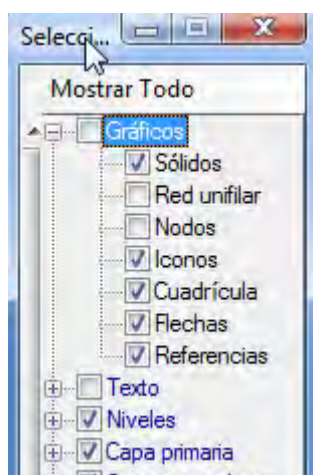 Selecci...
Mostrar Todo
Gráficos
Sólidos
Red unifilar
Nodos
Iconos
Cuadrícula
Flechas
Referencias
Texto
Niveles
Capa primaria